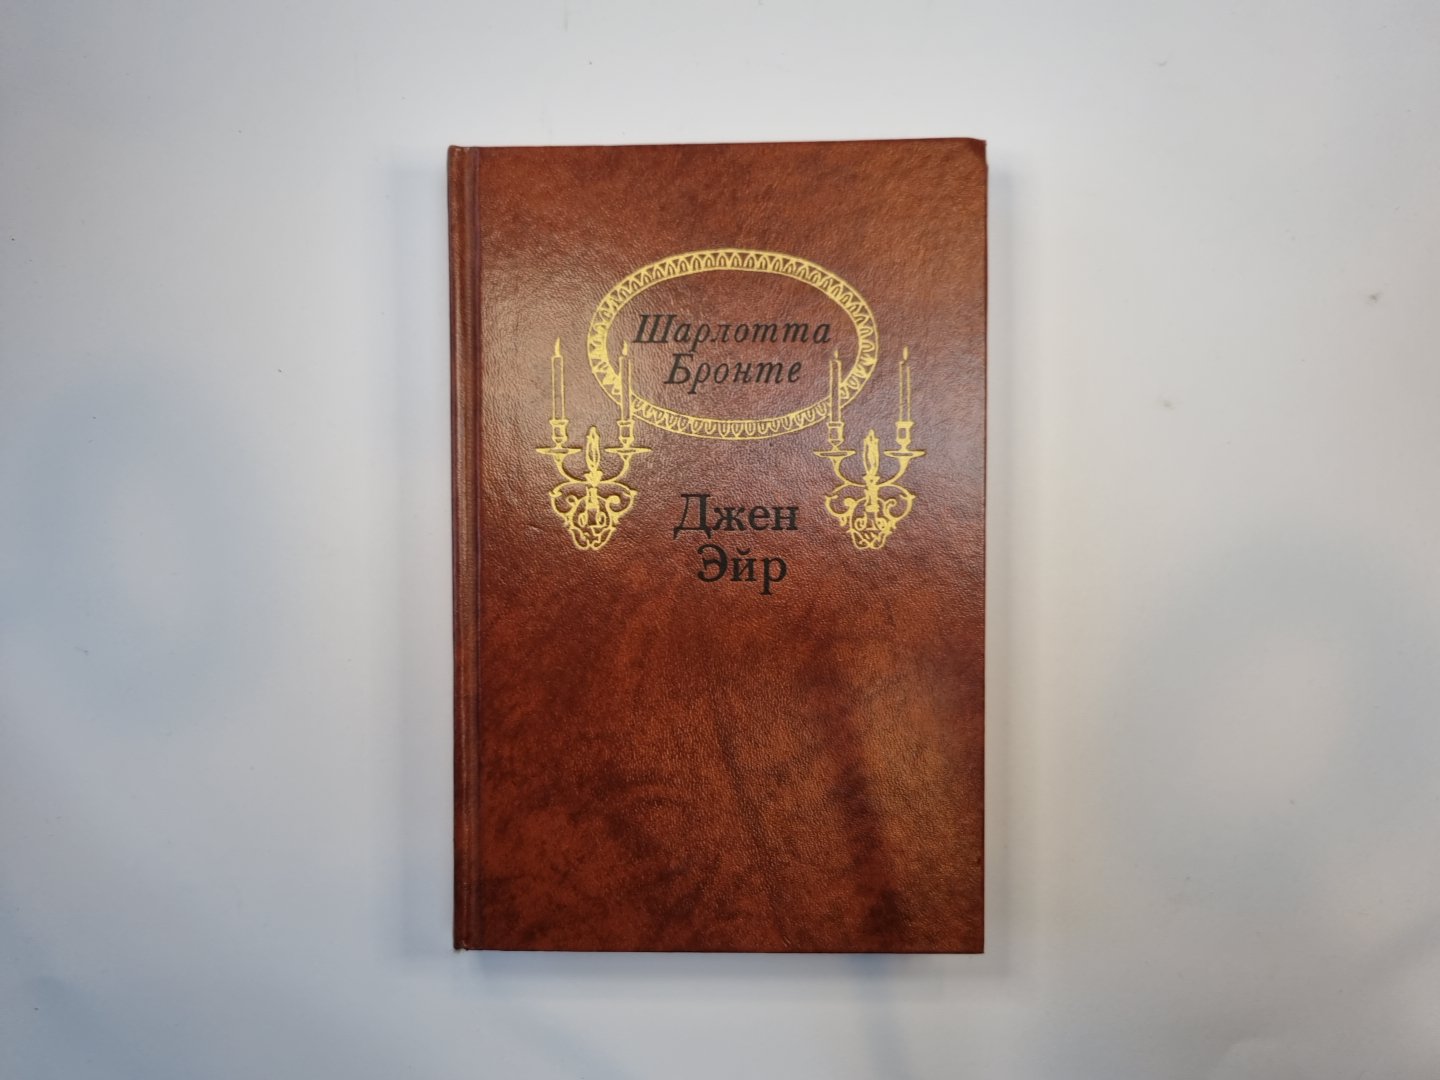 Шарлотта
Бронте
Джен
Эйр